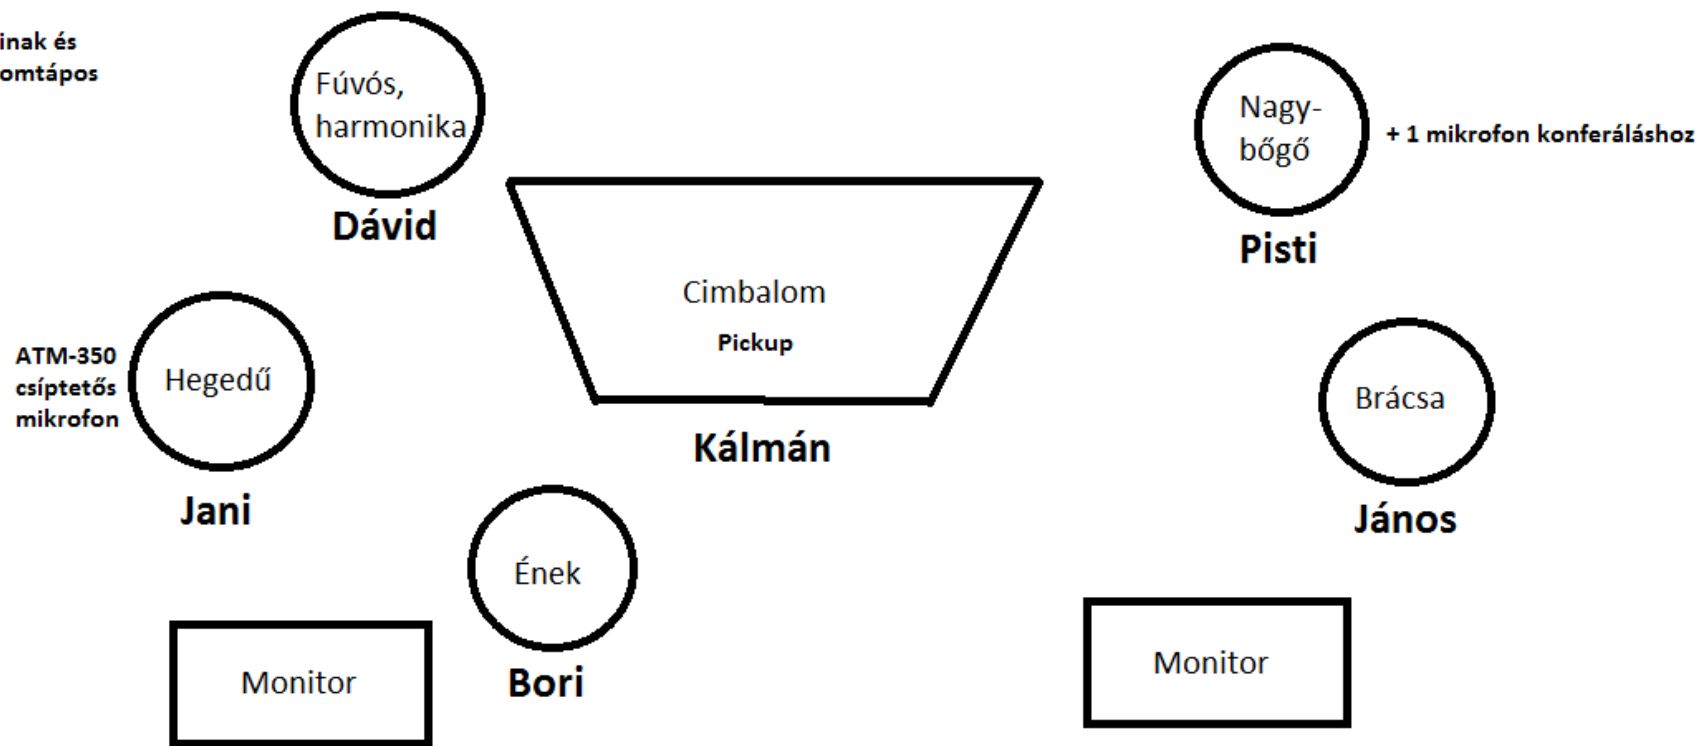 inak és
omtápos
Fúvós,
harmonika
Dávid
Nagy-
bőgő
+ 1 mikrofon konferáláshoz
Pisti
Cimbalom
Pickup
Kálmán
ATM-350
csíptetős
mikrofon
Hegedű
Jani
Brácsa
János
Ének
Bori
Monitor
Monitor